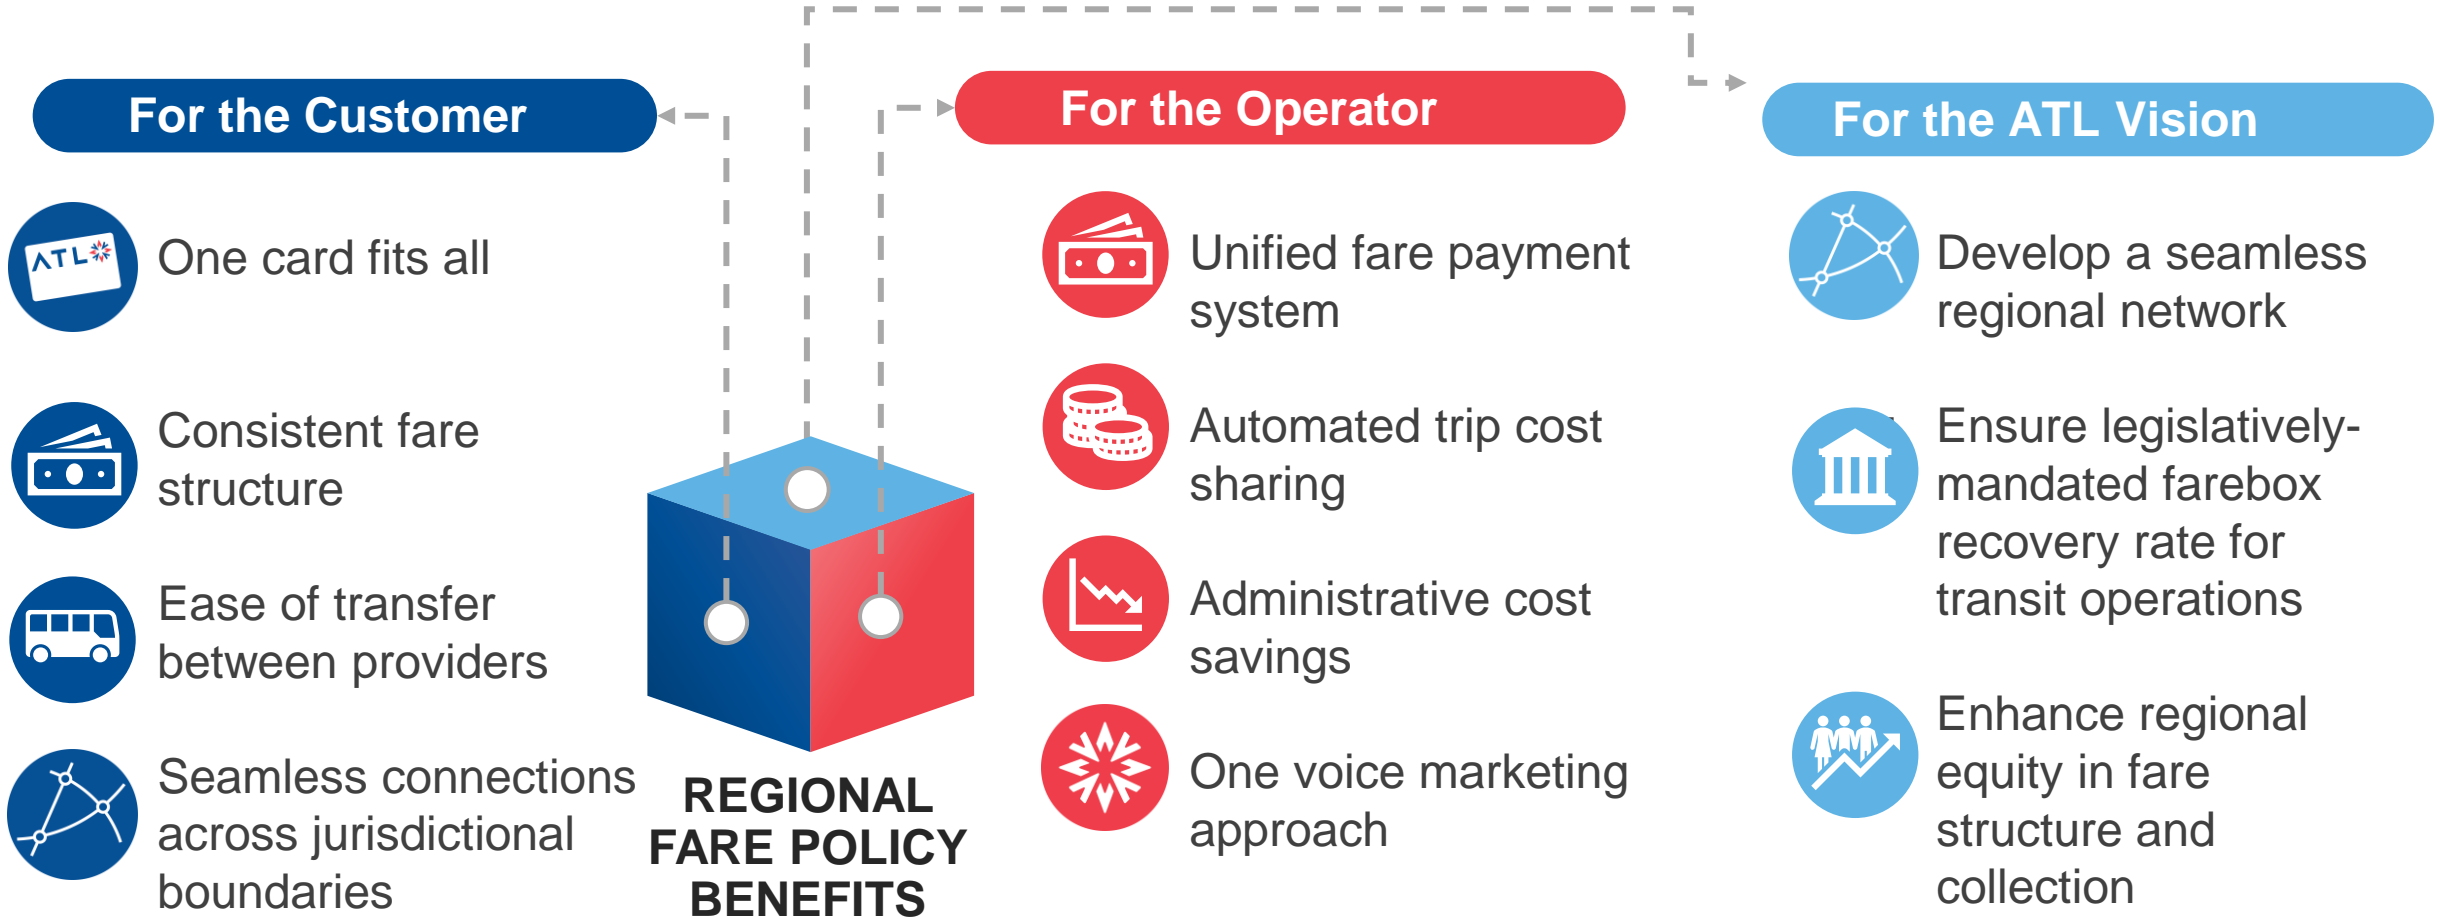 For the Customer
ATL
One card fits all
Consistent fare
structure
Ease of transfer
between providers
Seamless connections
across jurisdictional
boundaries
REGIONAL
FARE POLICY
BENEFITS
For the Operator
Unified fare payment
system
Automated trip cost
sharing
Administrative cost
savings
One voice marketing
approach
For the ATL Vision
Develop a seamless
regional network
Ensure legislatively-
mandated farebox
recovery rate for
transit operations
Enhance regional
equity in fare
structure and
collection